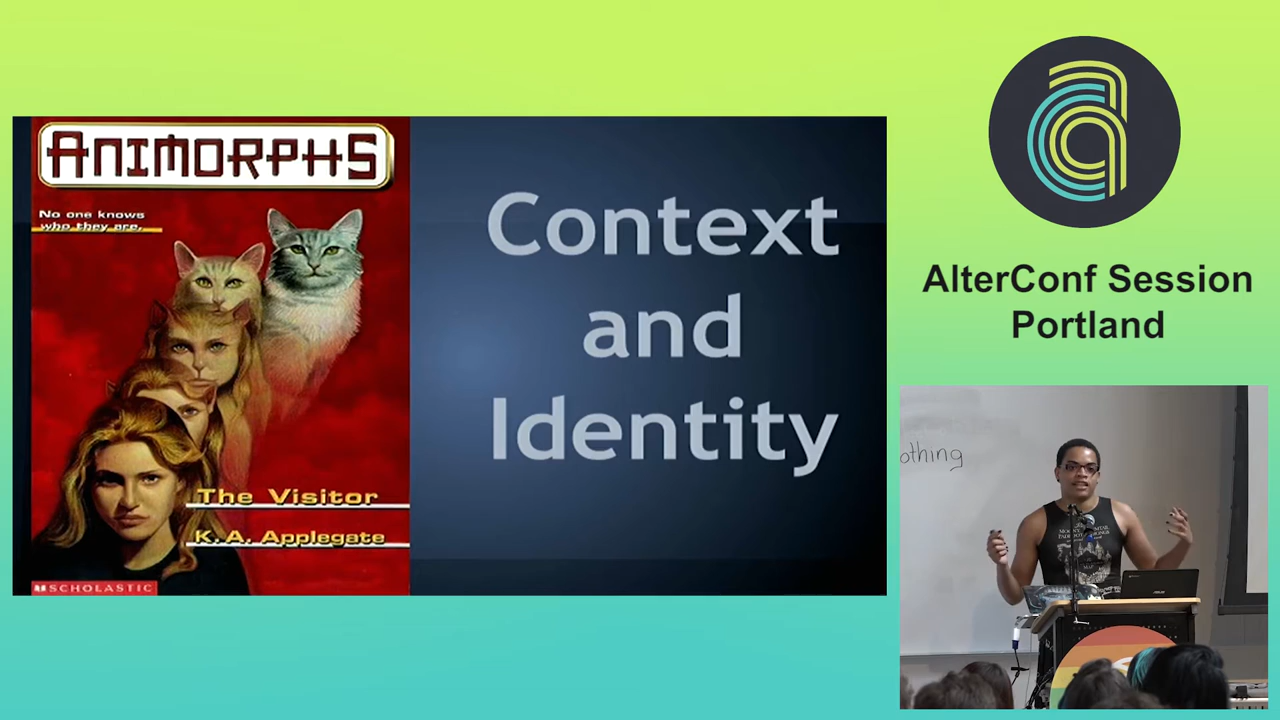 ANIMORPHS
No one knows
who they are.
The Visitor
K. A. Applegate
SCHOLASTIC
Context
and
Identity
AlterConf Session
Portland
othing